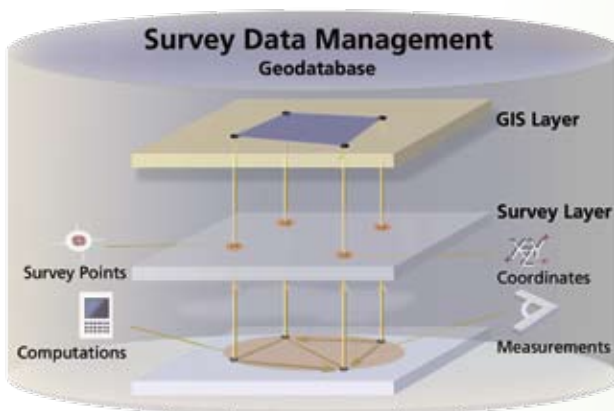 Survey Data Management
Geodatabase
GIS Layer
Survey Layer
Survey Points
Coordinates
Computations
Measurements